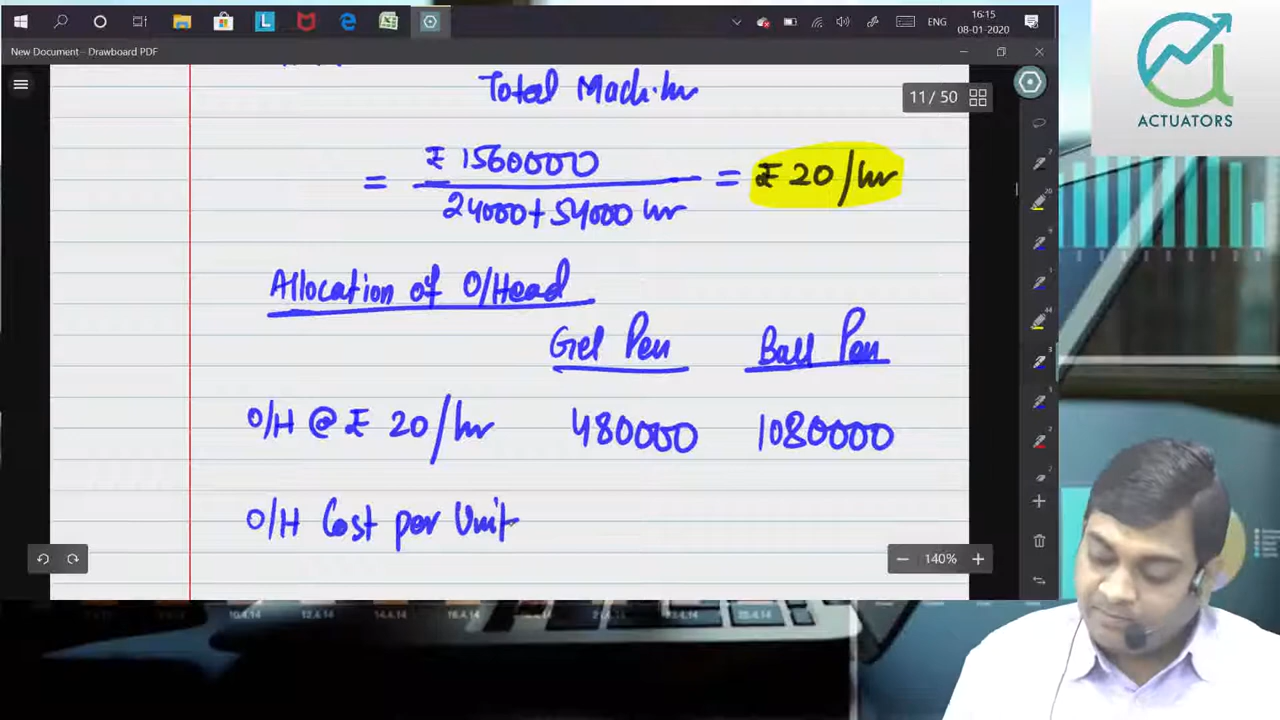 ENG
16:15
08-01-2020
New Document - Drawboard PDF
ACTUATORS
11 / 50
Total Mach. hr
= ₹ 1560000 = ₹ 20/hr
24000 + 54000 hr
Allocation of O/Head
Gel Pen Ball Pen
O/H @ ₹ 20/hr 480000 1080000
O/H Cost per Unit
140%